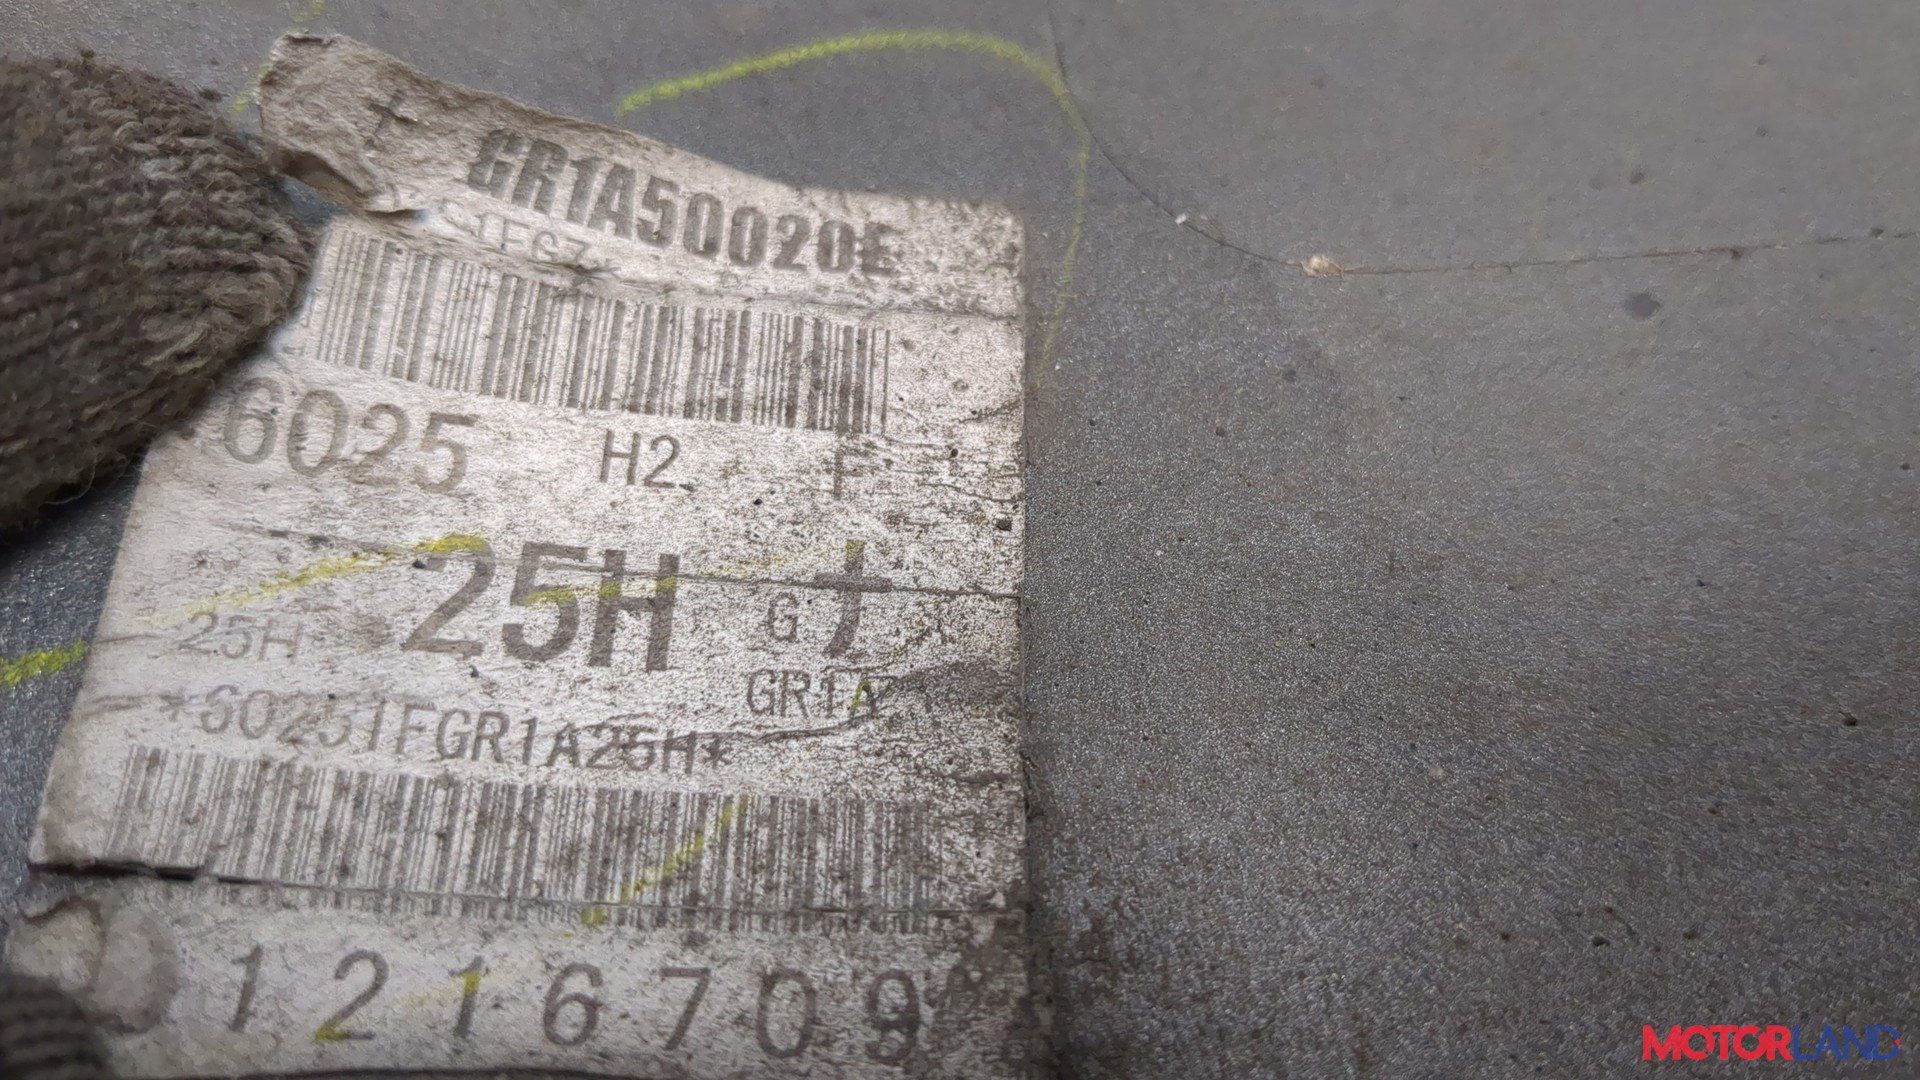 GR1A50020E
6025 H2 F
25H G
25H GR1A
*60251FGR1A25H*
1216709
MOTORLAND